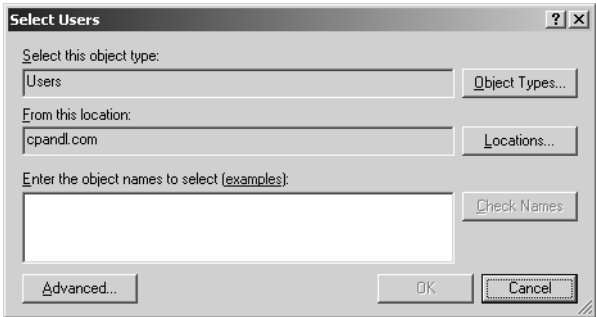 Select Users
Select this object type:
Users
Object Types...
From this location:
cpandl.com
Locations...
Enter the object names to select (examples):
Check Names
Advanced...
OK
Cancel